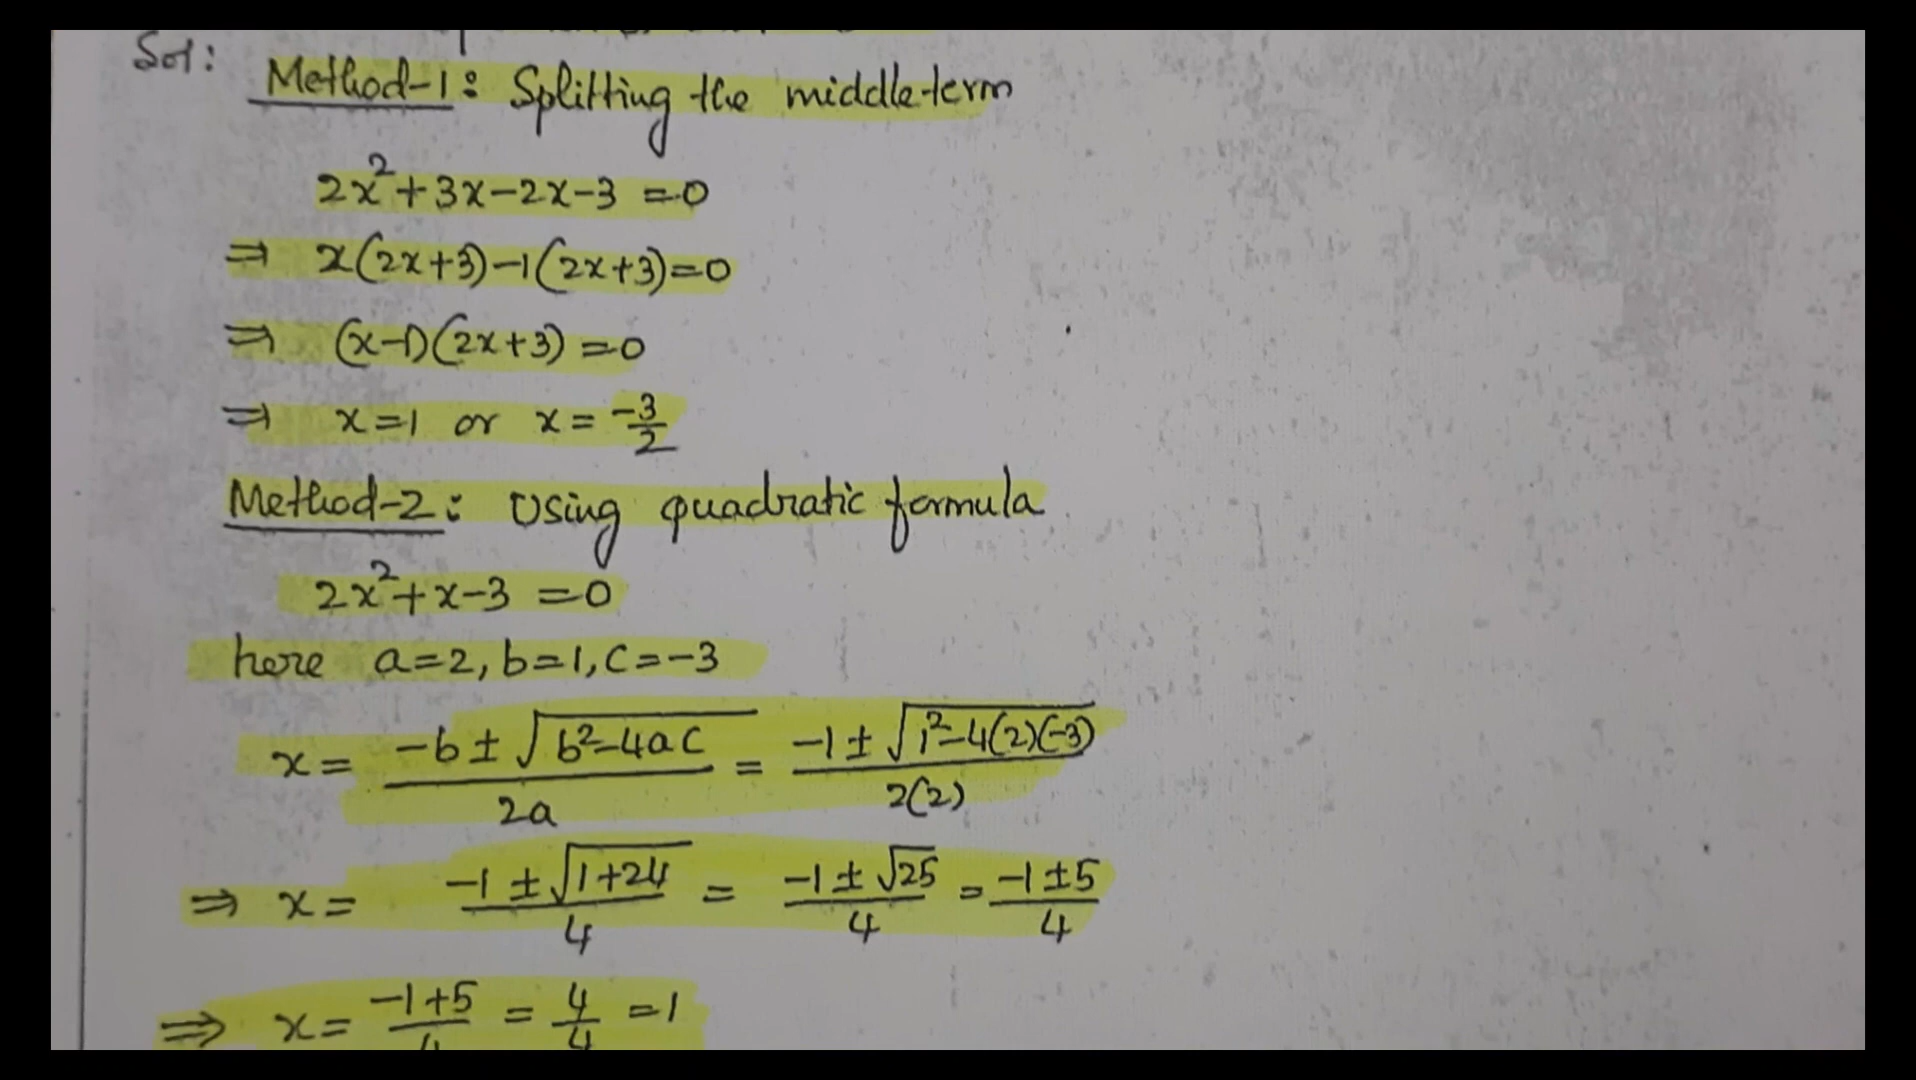 Sol:
Method-1: Splitting the middle-term
2x²+3x-2x-3 =0
⇒ x(2x+3)-1(2x+3)=0
⇒ (x-1)(2x+3) =0
⇒ x=1 or x= -3/2
Method-2: Using quadratic formula
2x²+x-3 =0
here a=2, b=1, c=-3
x= (-b ± √(b²-4ac))/2a = (-1 ± √(1²-4(2)(-3)))/2(2)
⇒ x= (-1 ± √(1+24))/4 = (-1 ± √25)/4 = (-1±5)/4
⇒ x= (-1+5)/4 = 4/4 =1